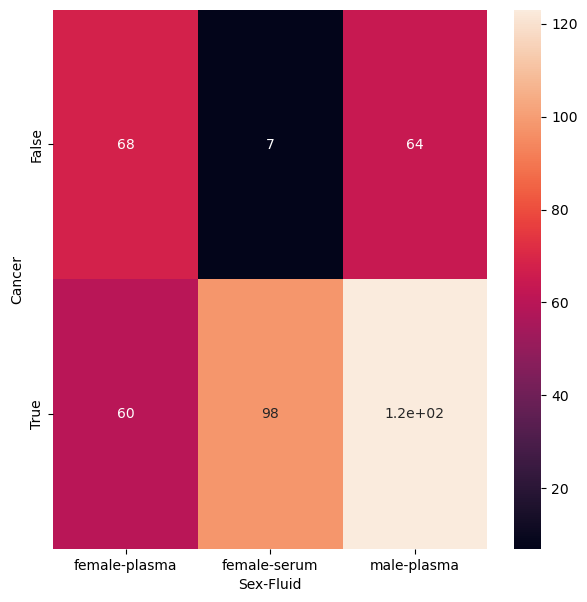 120
100
80
60
40
20
False
True
Cancer
68 7 64
60 98 1.2e+02
female-plasma female-serum male-plasma
Sex-Fluid